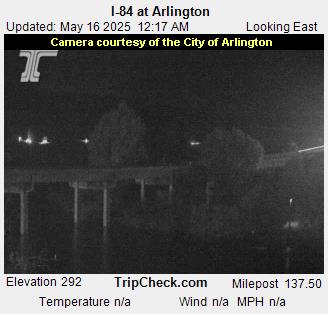 I-84 at Arlington
Updated: May 16 2025 12:17 AM Looking East
Camera courtesy of the City of Arlington
Elevation 292 TripCheck.com Milepost 137.50
Temperature n/a Wind n/a MPH n/a